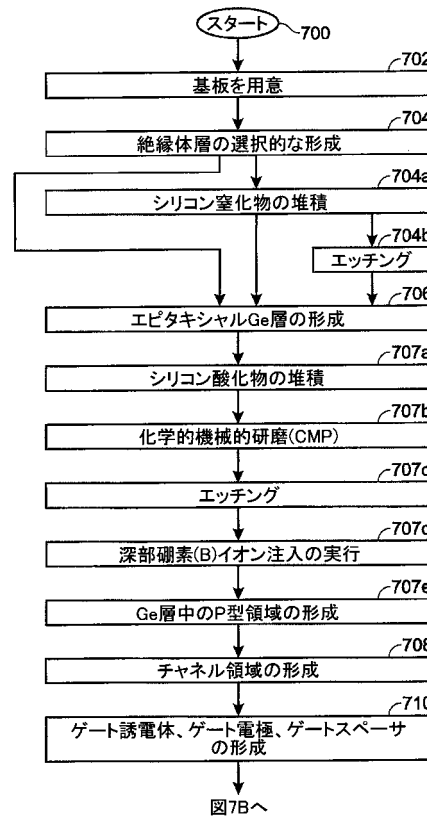 スタート
700
702
基板を用意
704
絶縁体層の選択的な形成
704a
シリコン窒化物の堆積
704b
エッチング
706
エピタキシャルGe層の形成
707a
シリコン酸化物の堆積
707b
化学的機械的研磨(CMP)
707c
エッチング
707d
深部硼素(B)イオン注入の実行
707e
Ge層中のP型領域の形成
708
チャネル領域の形成
710
ゲート誘電体、ゲート電極、ゲートスペーサ
の形成
図7Bへ